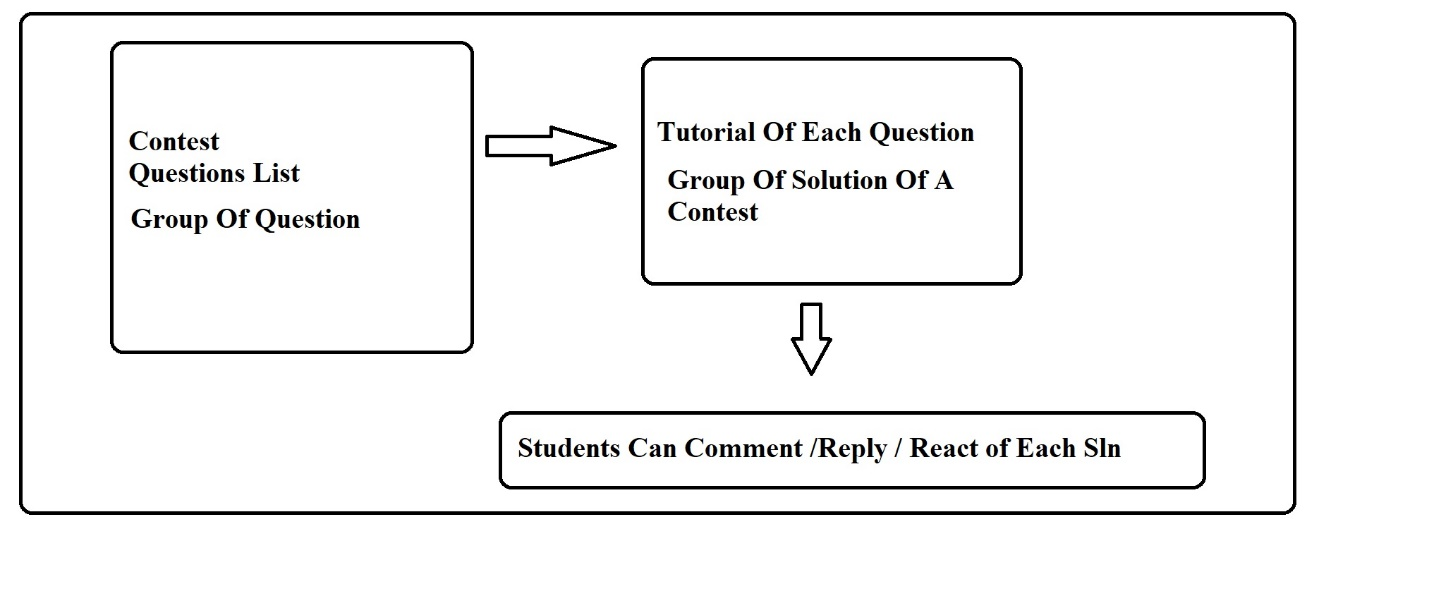 Contest
Questions List
Group Of Question
Tutorial Of Each Question
Group Of Solution Of A
Contest
Students Can Comment /Reply / React of Each Sln